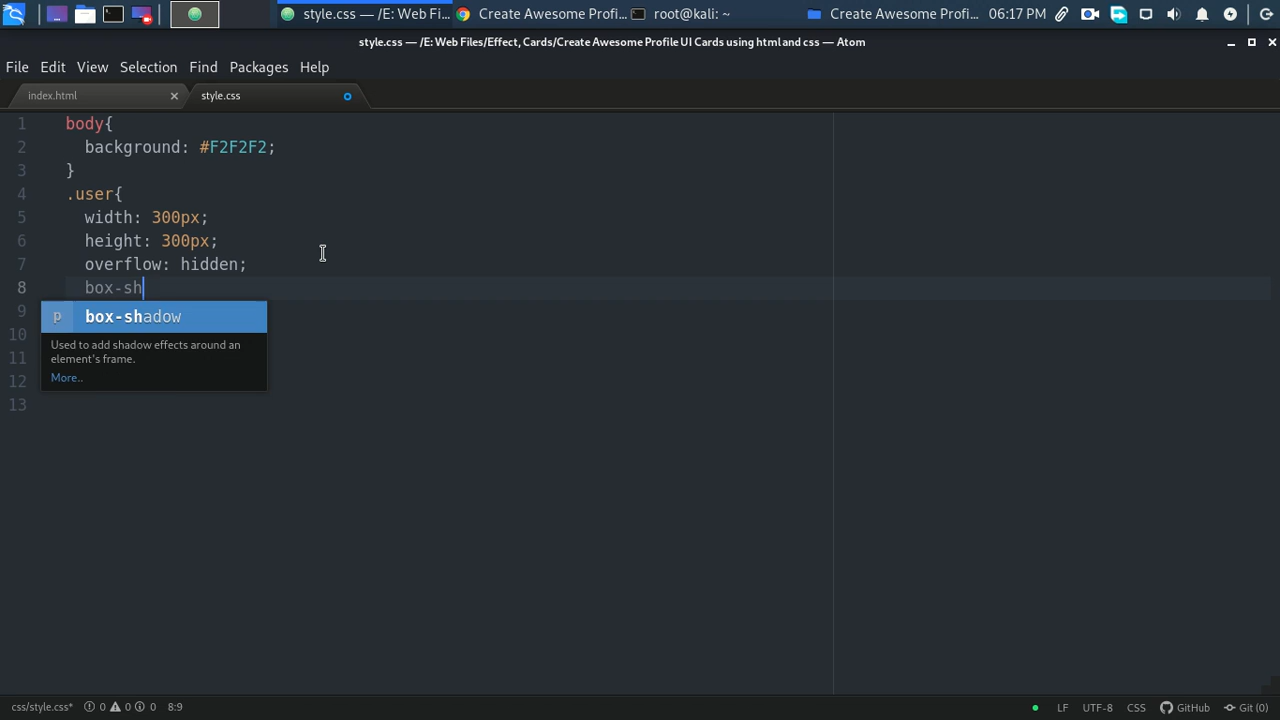 style.css — /E: Web Fi...
Create Awesome Profi...
root@kali: ~
Create Awesome Profi...
06:17 PM
style.css — /E: Web Files/Effect, Cards/Create Awesome Profile UI Cards using html and css — Atom
File Edit View Selection Find Packages Help
index.html
style.css
1 body{
2 background: #F2F2F2;
3 }
4 .user{
5 width: 300px;
6 height: 300px;
7 overflow: hidden;
8 box-sh
9
p box-shadow
10
Used to add shadow effects around an
11 element's frame.
More..
12
13
css/style.css* 0 0 0 8:9
LF UTF-8 CSS GitHub Git (0)